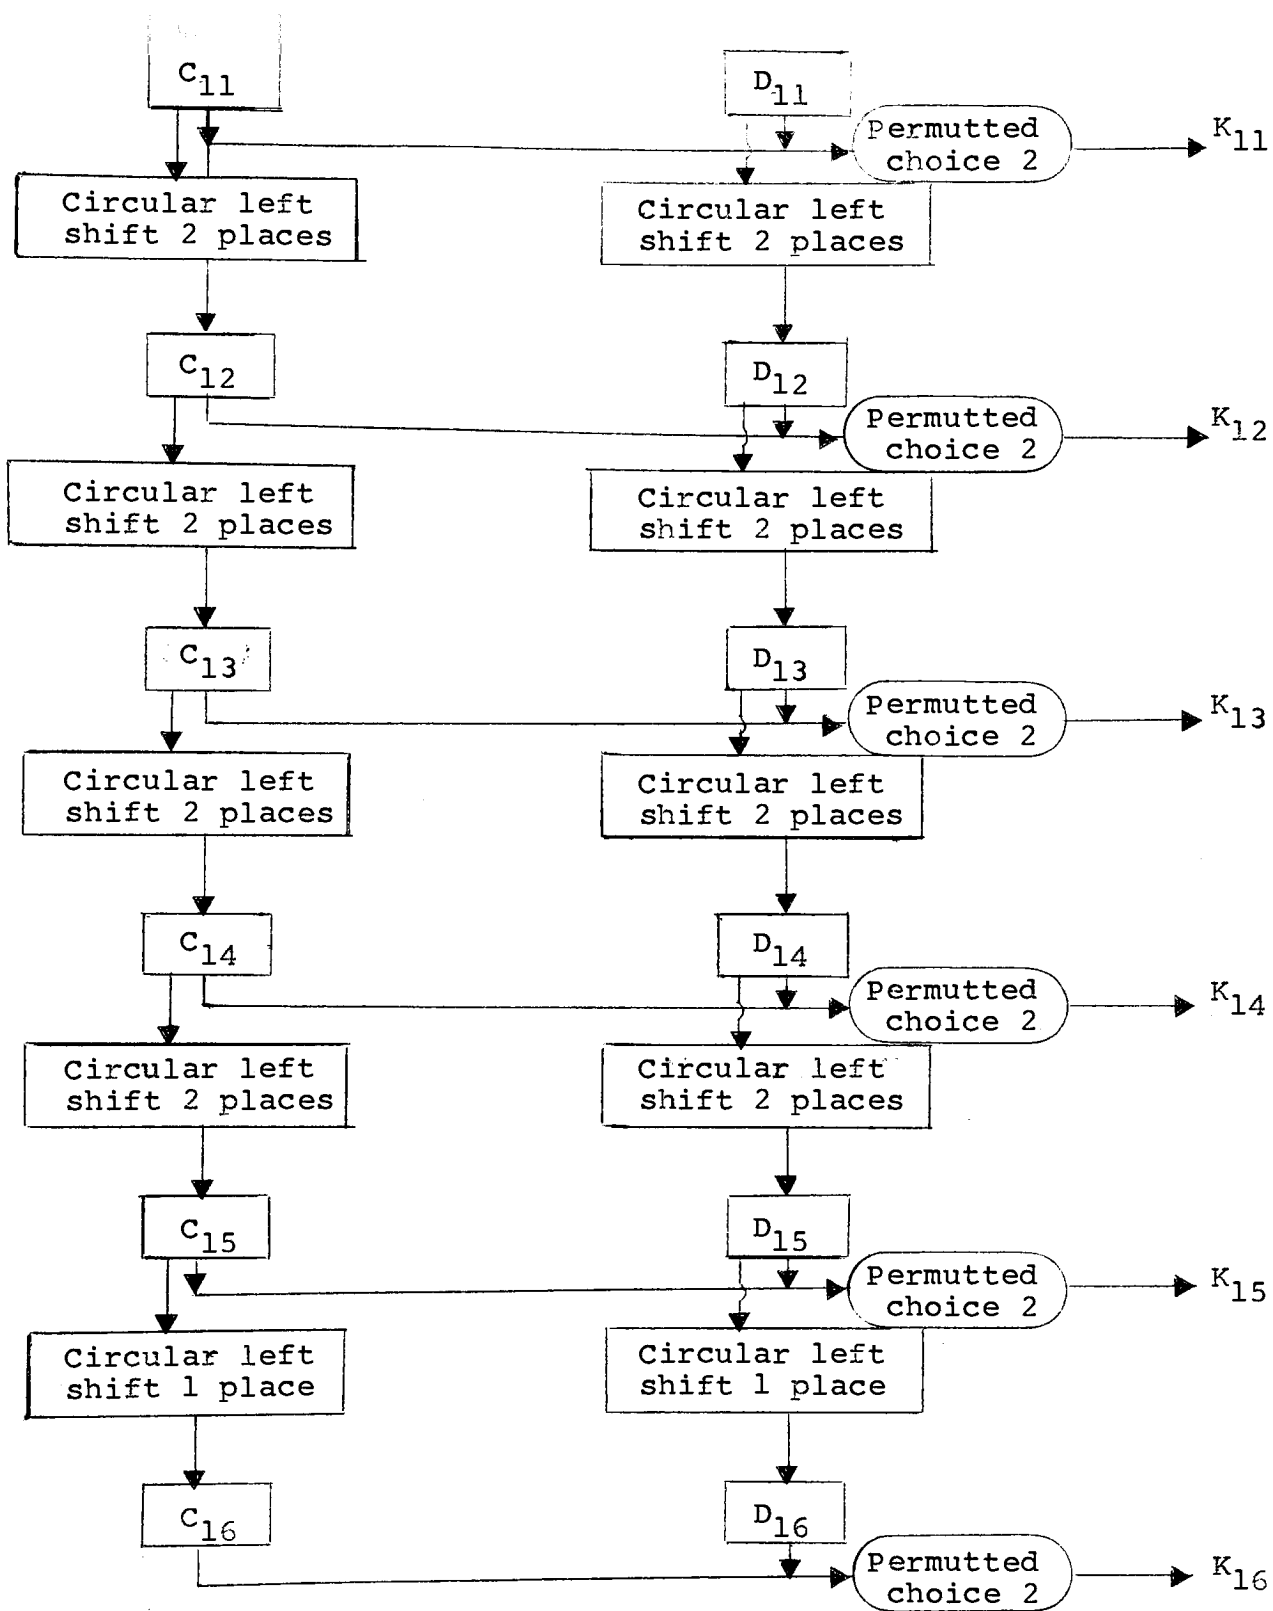 C11
D11
Permutted
choice 2
K11
Circular left
shift 2 places
Circular left
shift 2 places
C12
D12
Permutted
choice 2
K12
Circular left
shift 2 places
Circular left
shift 2 places
C13
D13
Permutted
choice 2
K13
Circular left
shift 2 places
Circular left
shift 2 places
C14
D14
Permutted
choice 2
K14
Circular left
shift 2 places
Circular left
shift 2 places
C15
D15
Permutted
choice 2
K15
Circular left
shift 1 place
Circular left
shift 1 place
C16
D16
Permutted
choice 2
K16